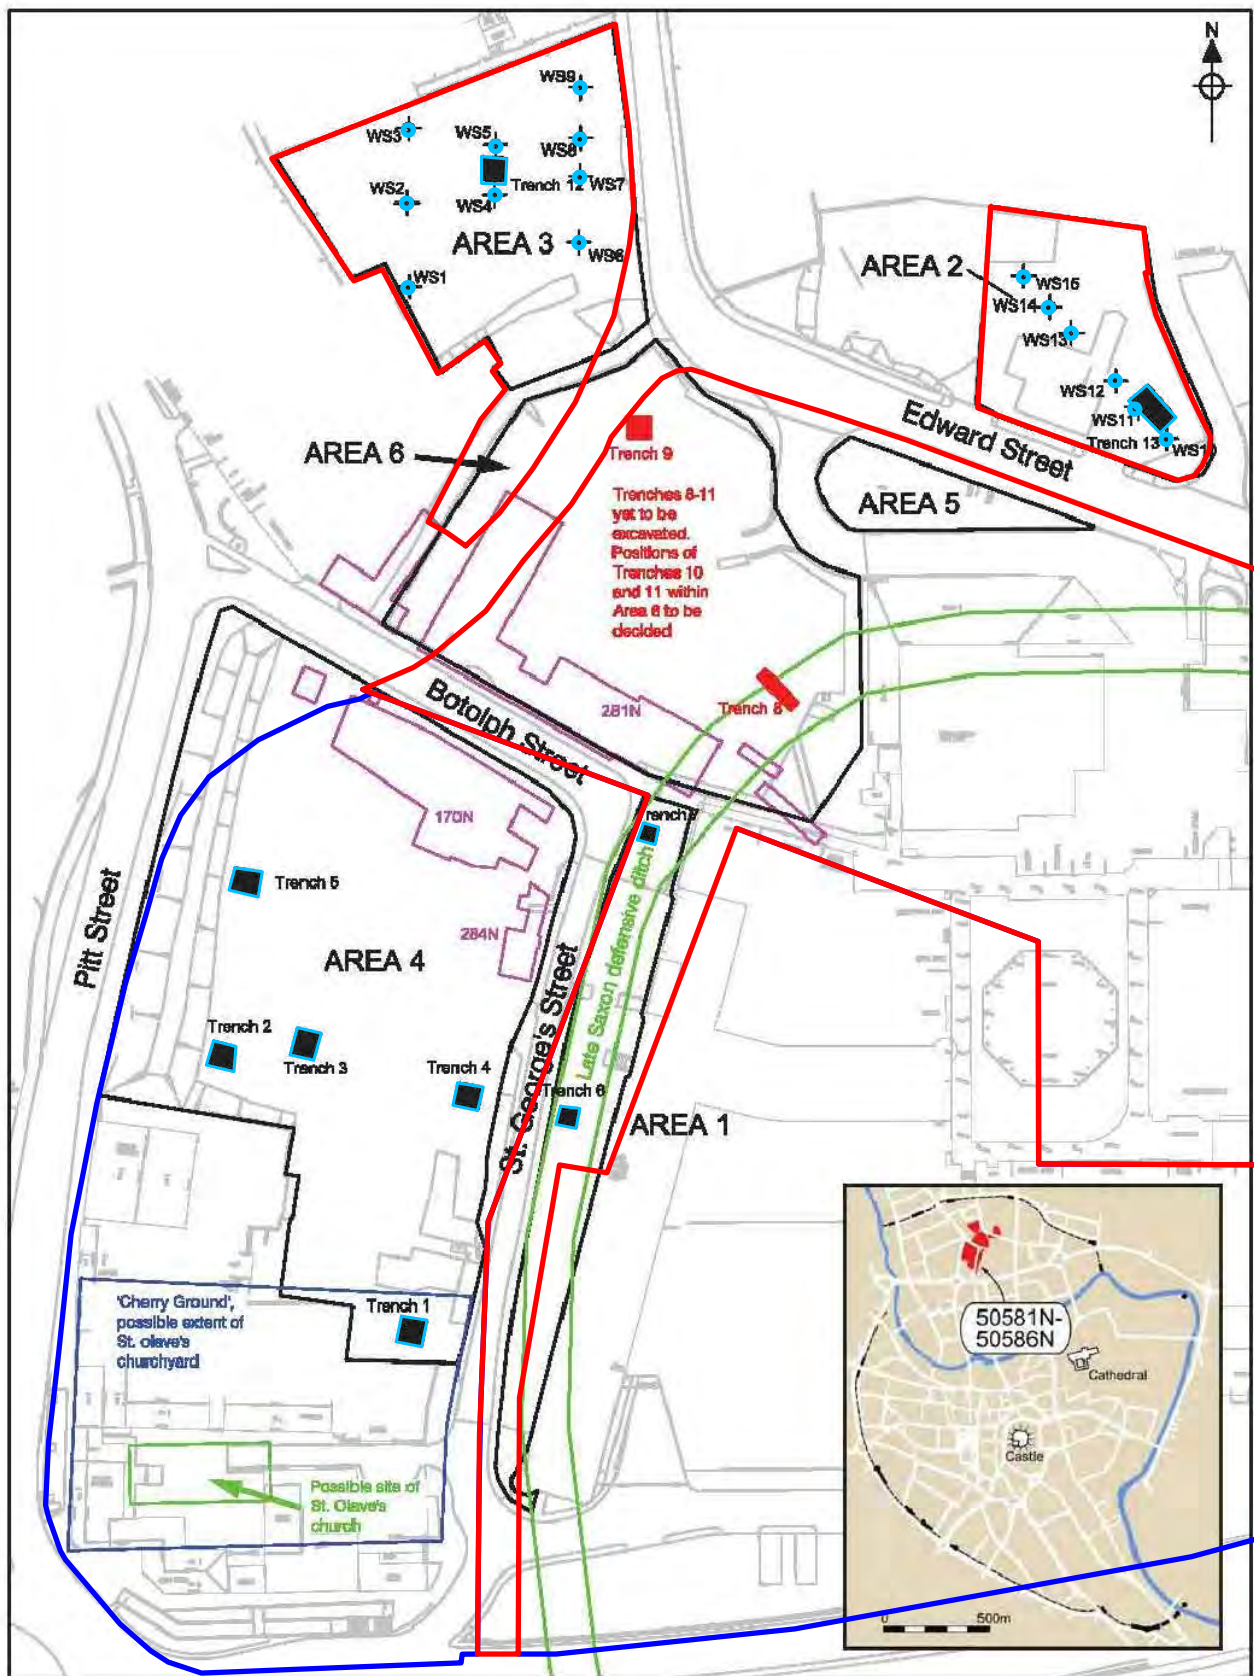 N
WS9
WS3
WS5
WS8
Trench 12
WS7
WS2
WS4
AREA 3
WS6
WS1
AREA 2
WS15
WS14
WS13
WS12
WS11
Trench 13
WS1
Edward Street
AREA 5
AREA 6
Trench 9
Trenches 8-11
yet to be
excavated.
Positions of
Trenches 10
and 11 within
Area 6 to be
decided
Botolph Street
281N
Trench 8
Trench 7
170N
Trench 5
284N
Pitt Street
AREA 4
St. George's Street
Late Saxon defensive ditch
Trench 2
Trench 3
Trench 4
Trench 6
AREA 1
'Cherry Ground',
possible extent of
St. olave's
churchyard
Trench 1
Possible site of
St. Olave's
church
50581N-
50586N
Cathedral
Castle
0 500m